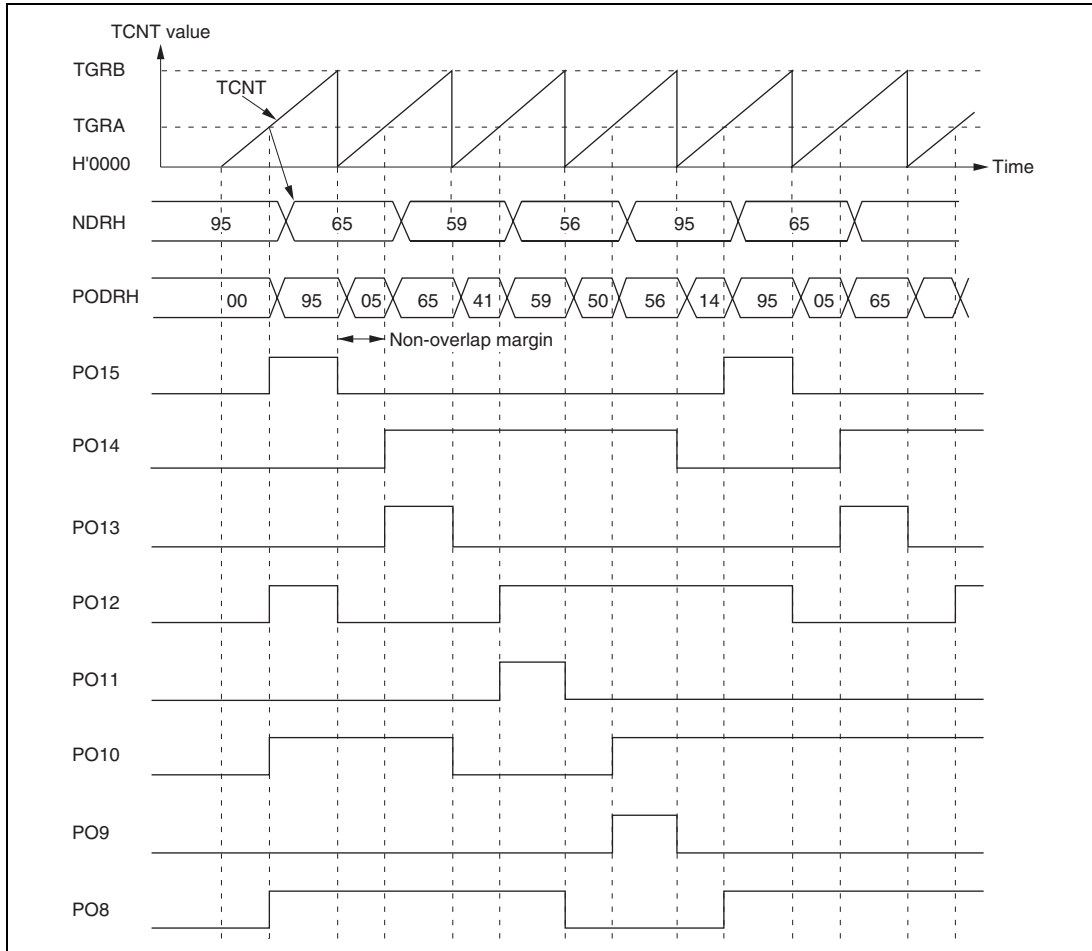 TCNT value
TGRB
TCNT
TGRA
H'0000
Time
NDRH 95 65 59 56 95 65
PODRH 00 95 05 65 41 59 50 56 14 95 05 65
Non-overlap margin
PO15
PO14
PO13
PO12
PO11
PO10
PO9
PO8